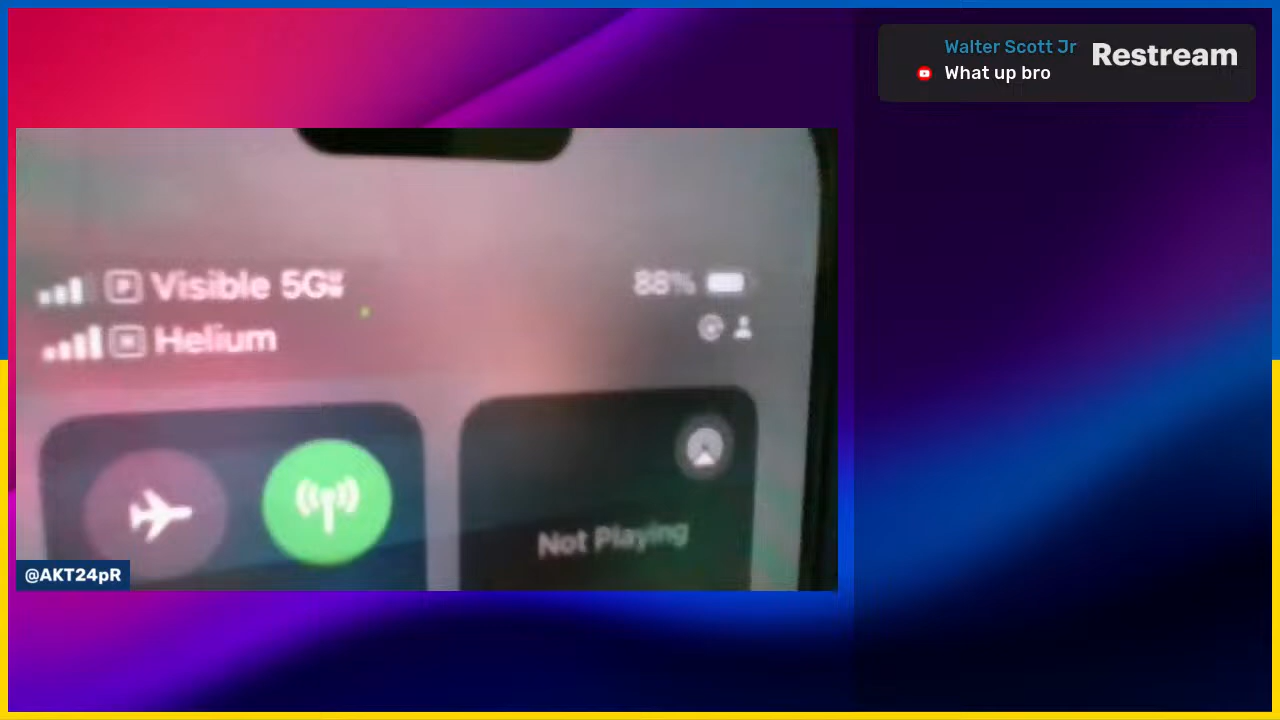 Walter Scott Jr
What up bro
Restream
P Visible 5G
88%
Helium
Not Playing
@AKT24pR